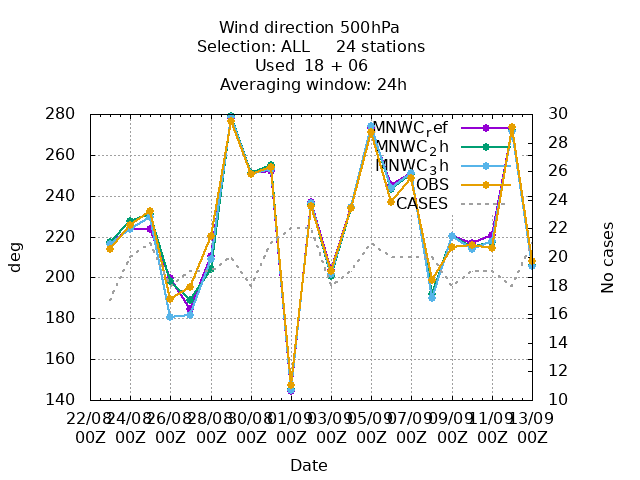 Wind direction 500hPa
Selection: ALL 24 stations
Used 18 + 06
Averaging window: 24h
280
260
240
220
200
180
160
140
deg
30
28
26
24
22
20
18
16
14
12
10
No cases
MNWC_ref
MNWC_2h
MNWC_3h
OBS
CASES
22/08 24/08 26/08 28/08 30/08 01/09 03/09 05/09 07/09 09/09 11/09 13/09
00Z 00Z 00Z 00Z 00Z 00Z 00Z 00Z 00Z 00Z 00Z 00Z
Date